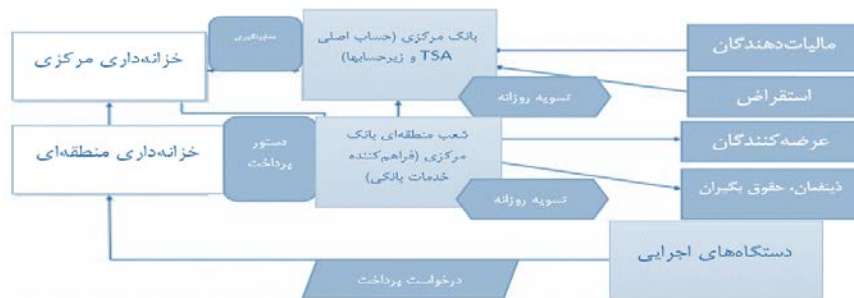 مالیات‌دهندگان
بانک مرکزی (حساب اصلی
TSA و زیرحسابها)
خزانه‌داری مرکزی
استقراض
تسویه روزانه
عرضه‌کنندگان
شعب منطقه‌ای بانک
مرکزی (فراهم‌کننده
خدمات بانکی)
دستور
پرداخت
خزانه‌داری منطقه‌ای
ذینفعان، حقوق بگیران
تسویه روزانه
دستگاه‌های اجرایی
درخواست پرداخت